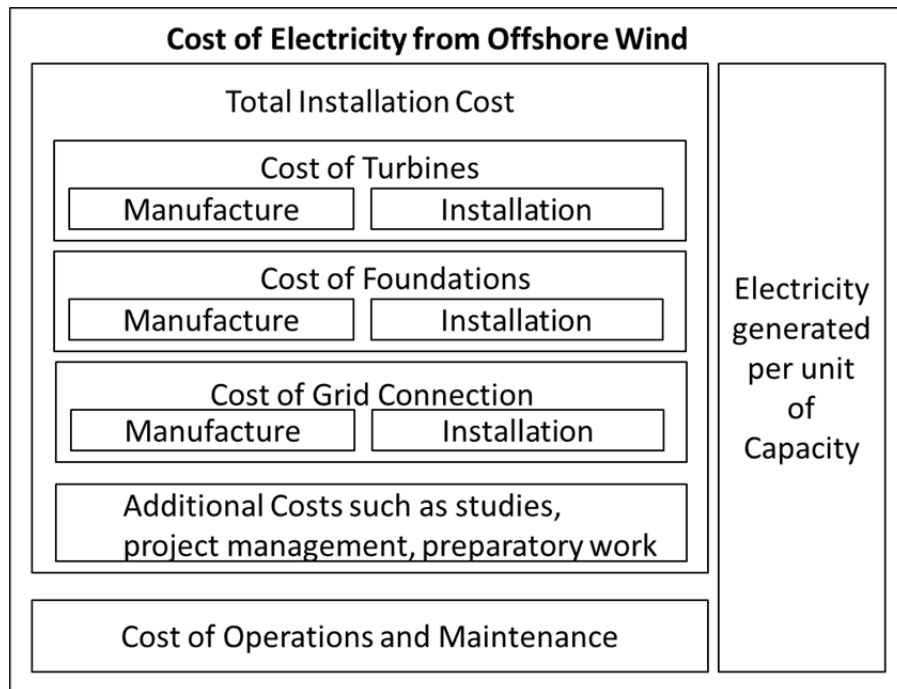 Cost of Electricity from Offshore Wind
Total Installation Cost
Cost of Turbines
Manufacture
Installation
Cost of Foundations
Manufacture
Installation
Cost of Grid Connection
Manufacture
Installation
Additional Costs such as studies,
project management, preparatory work
Cost of Operations and Maintenance
Electricity
generated
per unit
of
Capacity